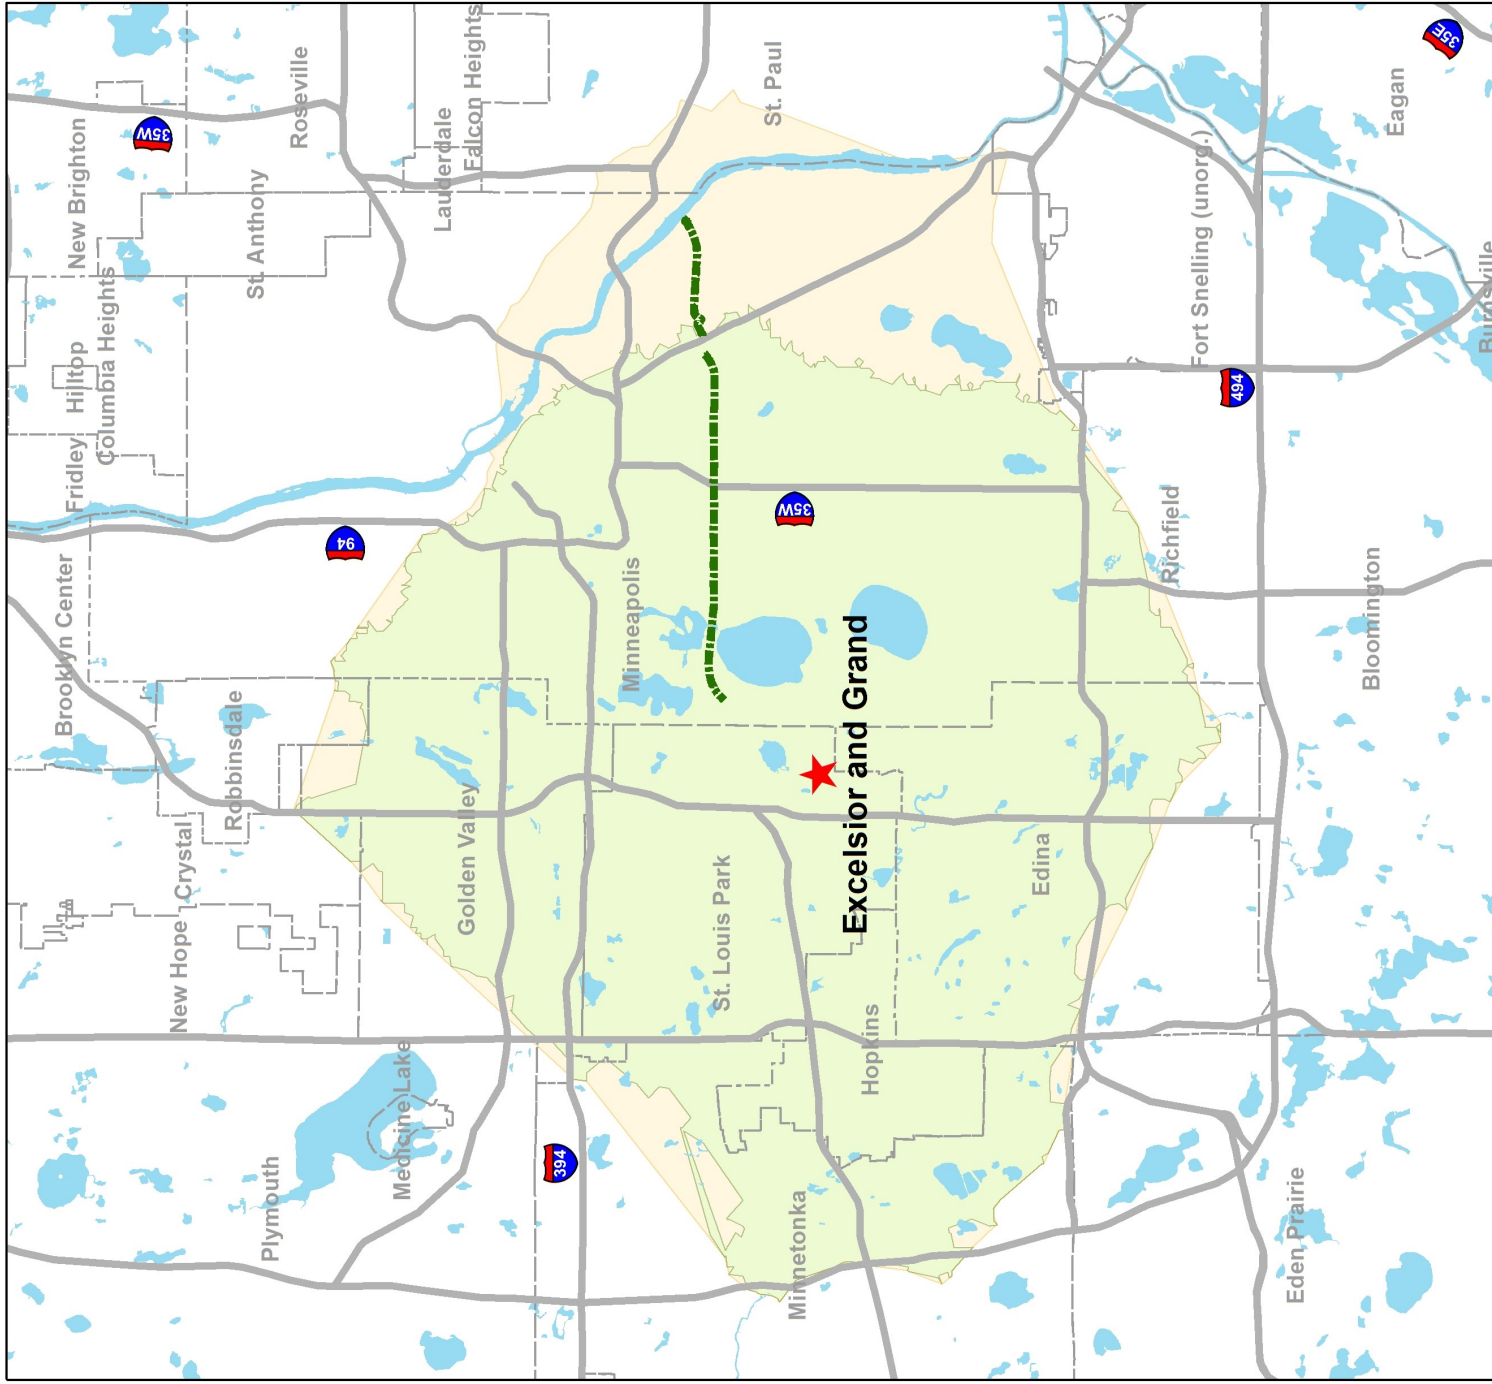 Brooklyn Center
Fridley
Hilltop
New Brighton
Columbia Heights
35W
New Hope
Crystal
Robbinsdale
St. Anthony
Plymouth
Roseville
94
Medicine Lake
Lauderdale
Golden Valley
Falcon Heights
394
Minneapolis
St. Louis Park
St. Paul
35W
Minnetonka
Excelsior and Grand
Hopkins
Edina
Richfield
Fort Snelling (unorg.)
494
Eden Prairie
Bloomington
Eagan
35E
Burnsville